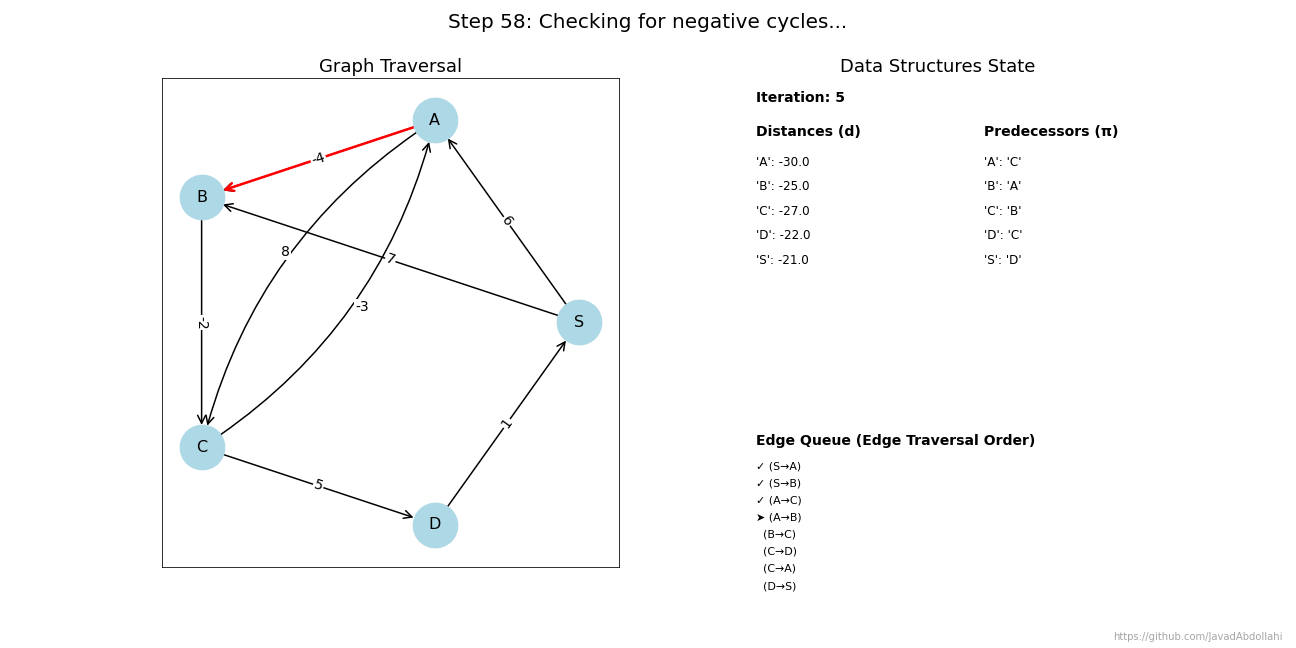 Step 58: Checking for negative cycles...
Graph Traversal
A
-4
B
6
8
7
-3
-2
S
C
5
1
D
Data Structures State
Iteration: 5
Distances (d)
'A': -30.0
'B': -25.0
'C': -27.0
'D': -22.0
'S': -21.0
Predecessors (π)
'A': 'C'
'B': 'A'
'C': 'B'
'D': 'C'
'S': 'D'
Edge Queue (Edge Traversal Order)
✓ (S→A)
✓ (S→B)
✓ (A→C)
➤ (A→B)
(B→C)
(C→D)
(C→A)
(D→S)
https://github.com/JavadAbdollahi